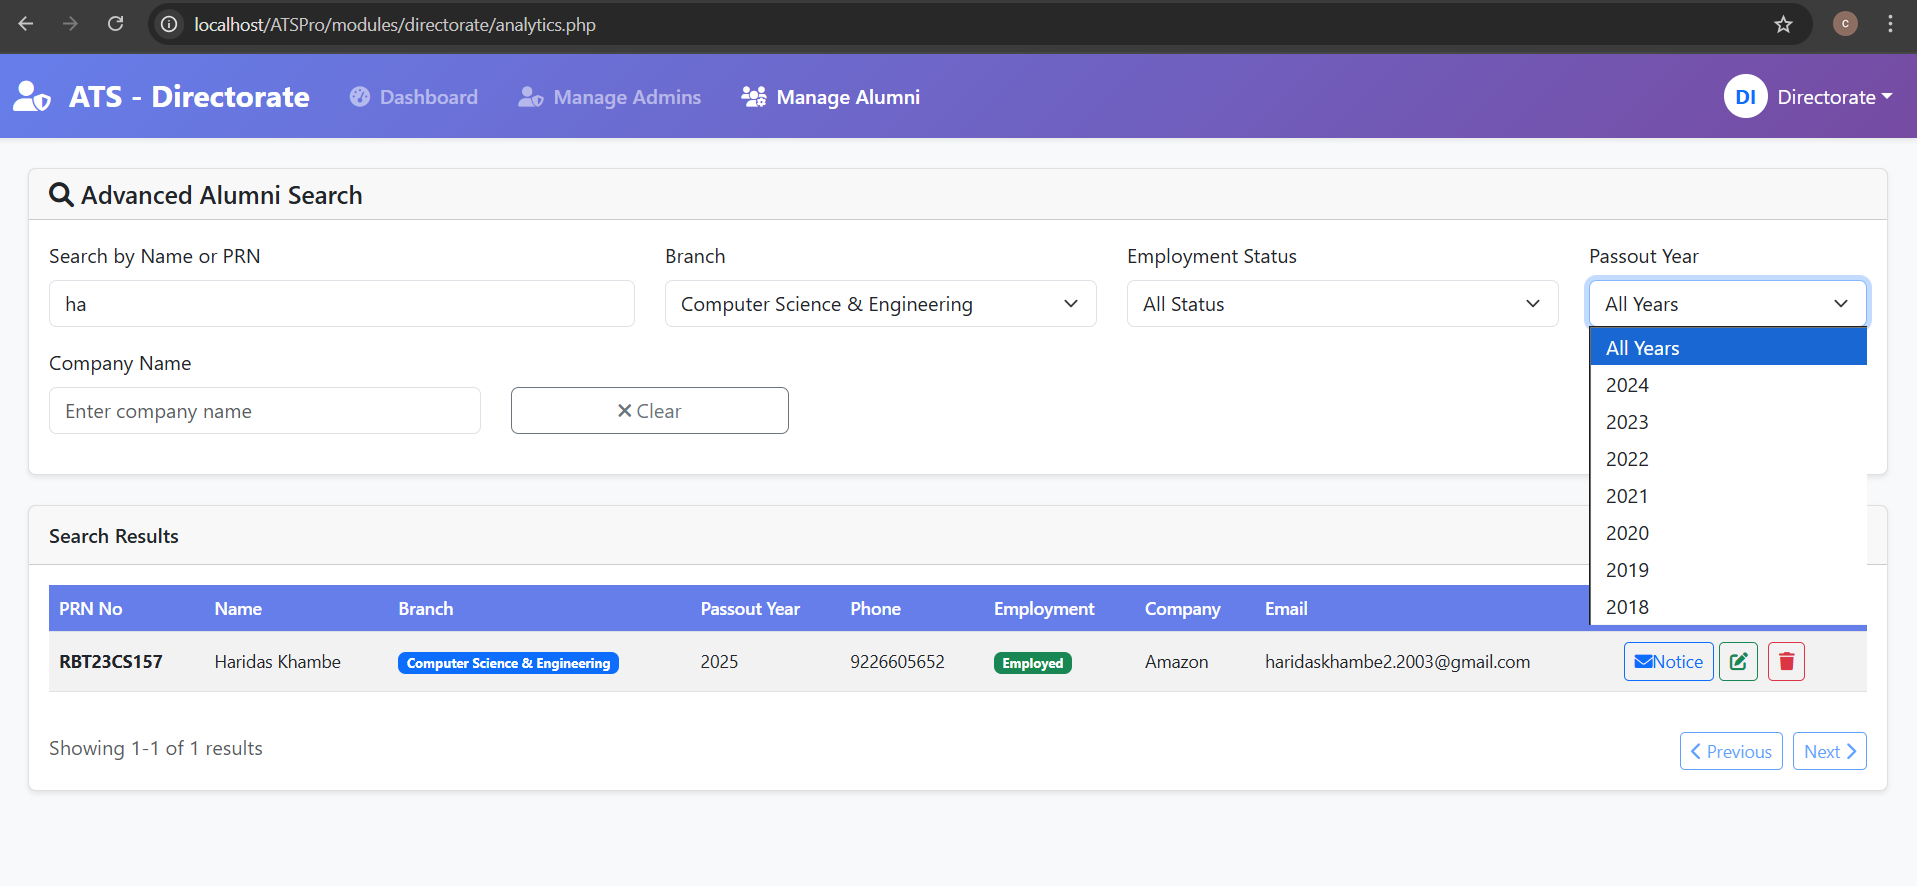 localhost/ATSPro/modules/directorate/analytics.php
C
ATS - Directorate
Dashboard
Manage Admins
Manage Alumni
DI
Directorate
Advanced Alumni Search
Search by Name or PRN
Branch
Employment Status
Passout Year
ha
Computer Science & Engineering
All Status
All Years
All Years
2024
2023
2022
2021
2020
2019
2018
Company Name
Enter company name
Clear
Search Results
PRN No Name Branch Passout Year Phone Employment Company Email
RBT23CS157 Haridas Khambe Computer Science & Engineering 2025 9226605652 Employed Amazon haridaskhambe2.2003@gmail.com Notice
Showing 1-1 of 1 results
Previous
Next